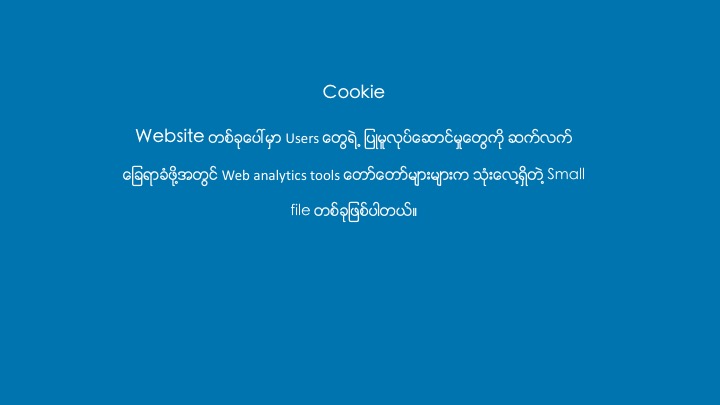 Cookie
Website တစ်ခုပေါ်မှာ Users တွေရဲ့ ပြုမူလုပ်ဆောင်မှုတွေကို ဆက်လက်
ခြေရာခံဖို့အတွင် Web analytics tools တော်တော်များများက သုံးလေ့ရှိတဲ့ Small
file တစ်ခုဖြစ်ပါတယ်။